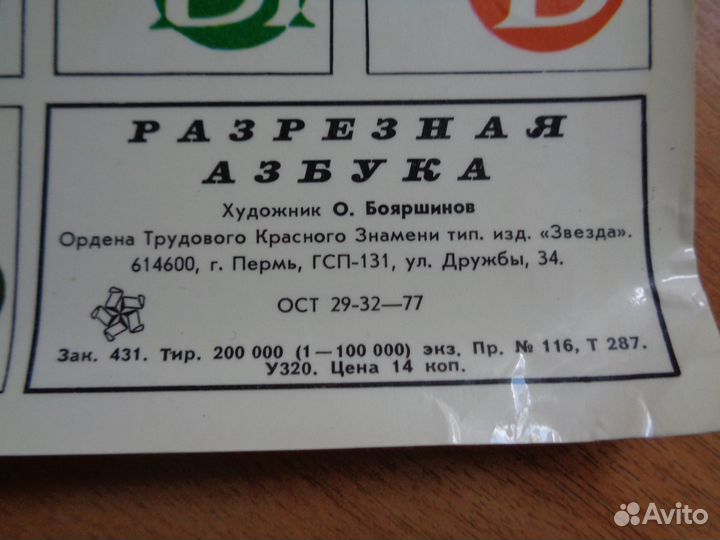 РАЗРЕЗНАЯ
АЗБУКА
Художник О. Бояршинов
Ордена Трудового Красного Знамени тип. изд. «Звезда».
614600, г. Пермь, ГСП-131, ул. Дружбы, 34.
ОСТ 29-32—77
Зак. 431. Тир. 200 000 (1—100 000) экз. Пр. № 116, Т 287.
У320. Цена 14 коп.
Avito